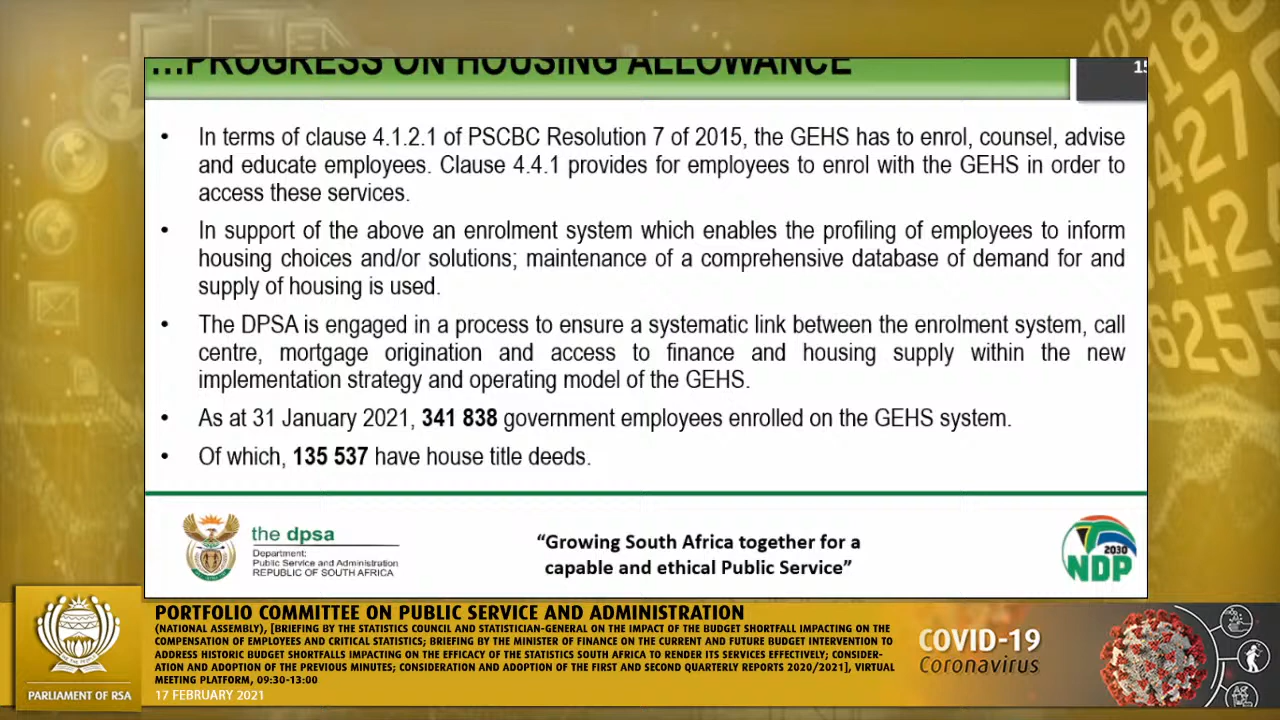 ...PROGRESS ON HOUSING ALLOWANCE
• In terms of clause 4.1.2.1 of PSCBC Resolution 7 of 2015, the GEHS has to enrol, counsel, advise
and educate employees. Clause 4.4.1 provides for employees to enrol with the GEHS in order to
access these services.
• In support of the above an enrolment system which enables the profiling of employees to inform
housing choices and/or solutions; maintenance of a comprehensive database of demand for and
supply of housing is used.
• The DPSA is engaged in a process to ensure a systematic link between the enrolment system, call
centre, mortgage origination and access to finance and housing supply within the new
implementation strategy and operating model of the GEHS.
• As at 31 January 2021, 341 838 government employees enrolled on the GEHS system.
• Of which, 135 537 have house title deeds.
the dpsa
Department:
Public Service and Administration
REPUBLIC OF SOUTH AFRICA
“Growing South Africa together for a
capable and ethical Public Service”
2030
NDP
PORTFOLIO COMMITTEE ON PUBLIC SERVICE AND ADMINISTRATION
(NATIONAL ASSEMBLY), [BRIEFING BY THE STATISTICS COUNCIL AND STATISTICIAN-GENERAL ON THE IMPACT OF THE BUDGET SHORTFALL IMPACTING ON THE
COMPENSATION OF EMPLOYEES AND CRITICAL STATISTICS; BRIEFING BY THE MINISTER OF FINANCE ON THE CURRENT AND FUTURE BUDGET INTERVENTION TO
ADDRESS HISTORIC BUDGET SHORTFALLS IMPACTING ON THE EFFICACY OF THE STATISTICS SOUTH AFRICA TO RENDER ITS SERVICES EFFECTIVELY; CONSIDER-
ATION AND ADOPTION OF THE PREVIOUS MINUTES; CONSIDERATION AND ADOPTION OF THE FIRST AND SECOND QUARTERLY REPORTS 2020/2021], VIRTUAL
MEETING PLATFORM, 09:30-13:00
17 FEBRUARY 2021
PARLIAMENT OF RSA
COVID-19
Coronavirus